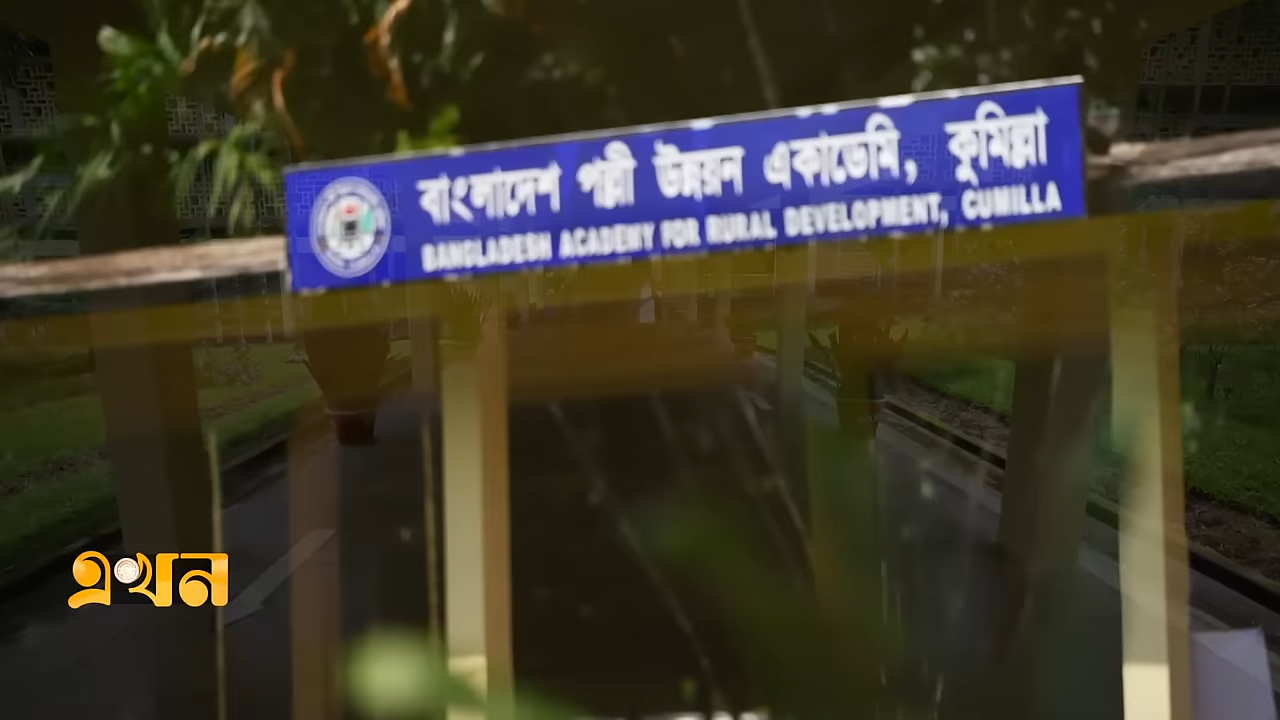 বাংলাদেশ পল্লী উন্নয়ন একাডেমি, কুমিল্লা
BANGLADESH ACADEMY FOR RURAL DEVELOPMENT, CUMILLA
এখন